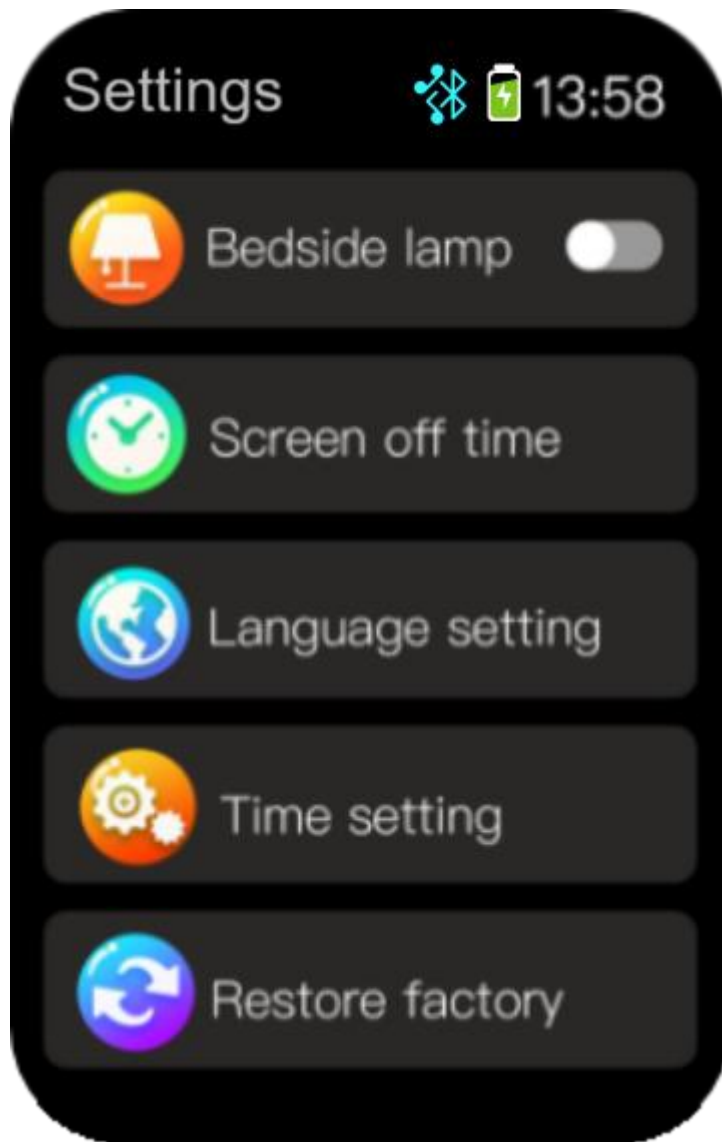 Settings 13:58
Bedside lamp
Screen off time
Language setting
Time setting
Restore factory